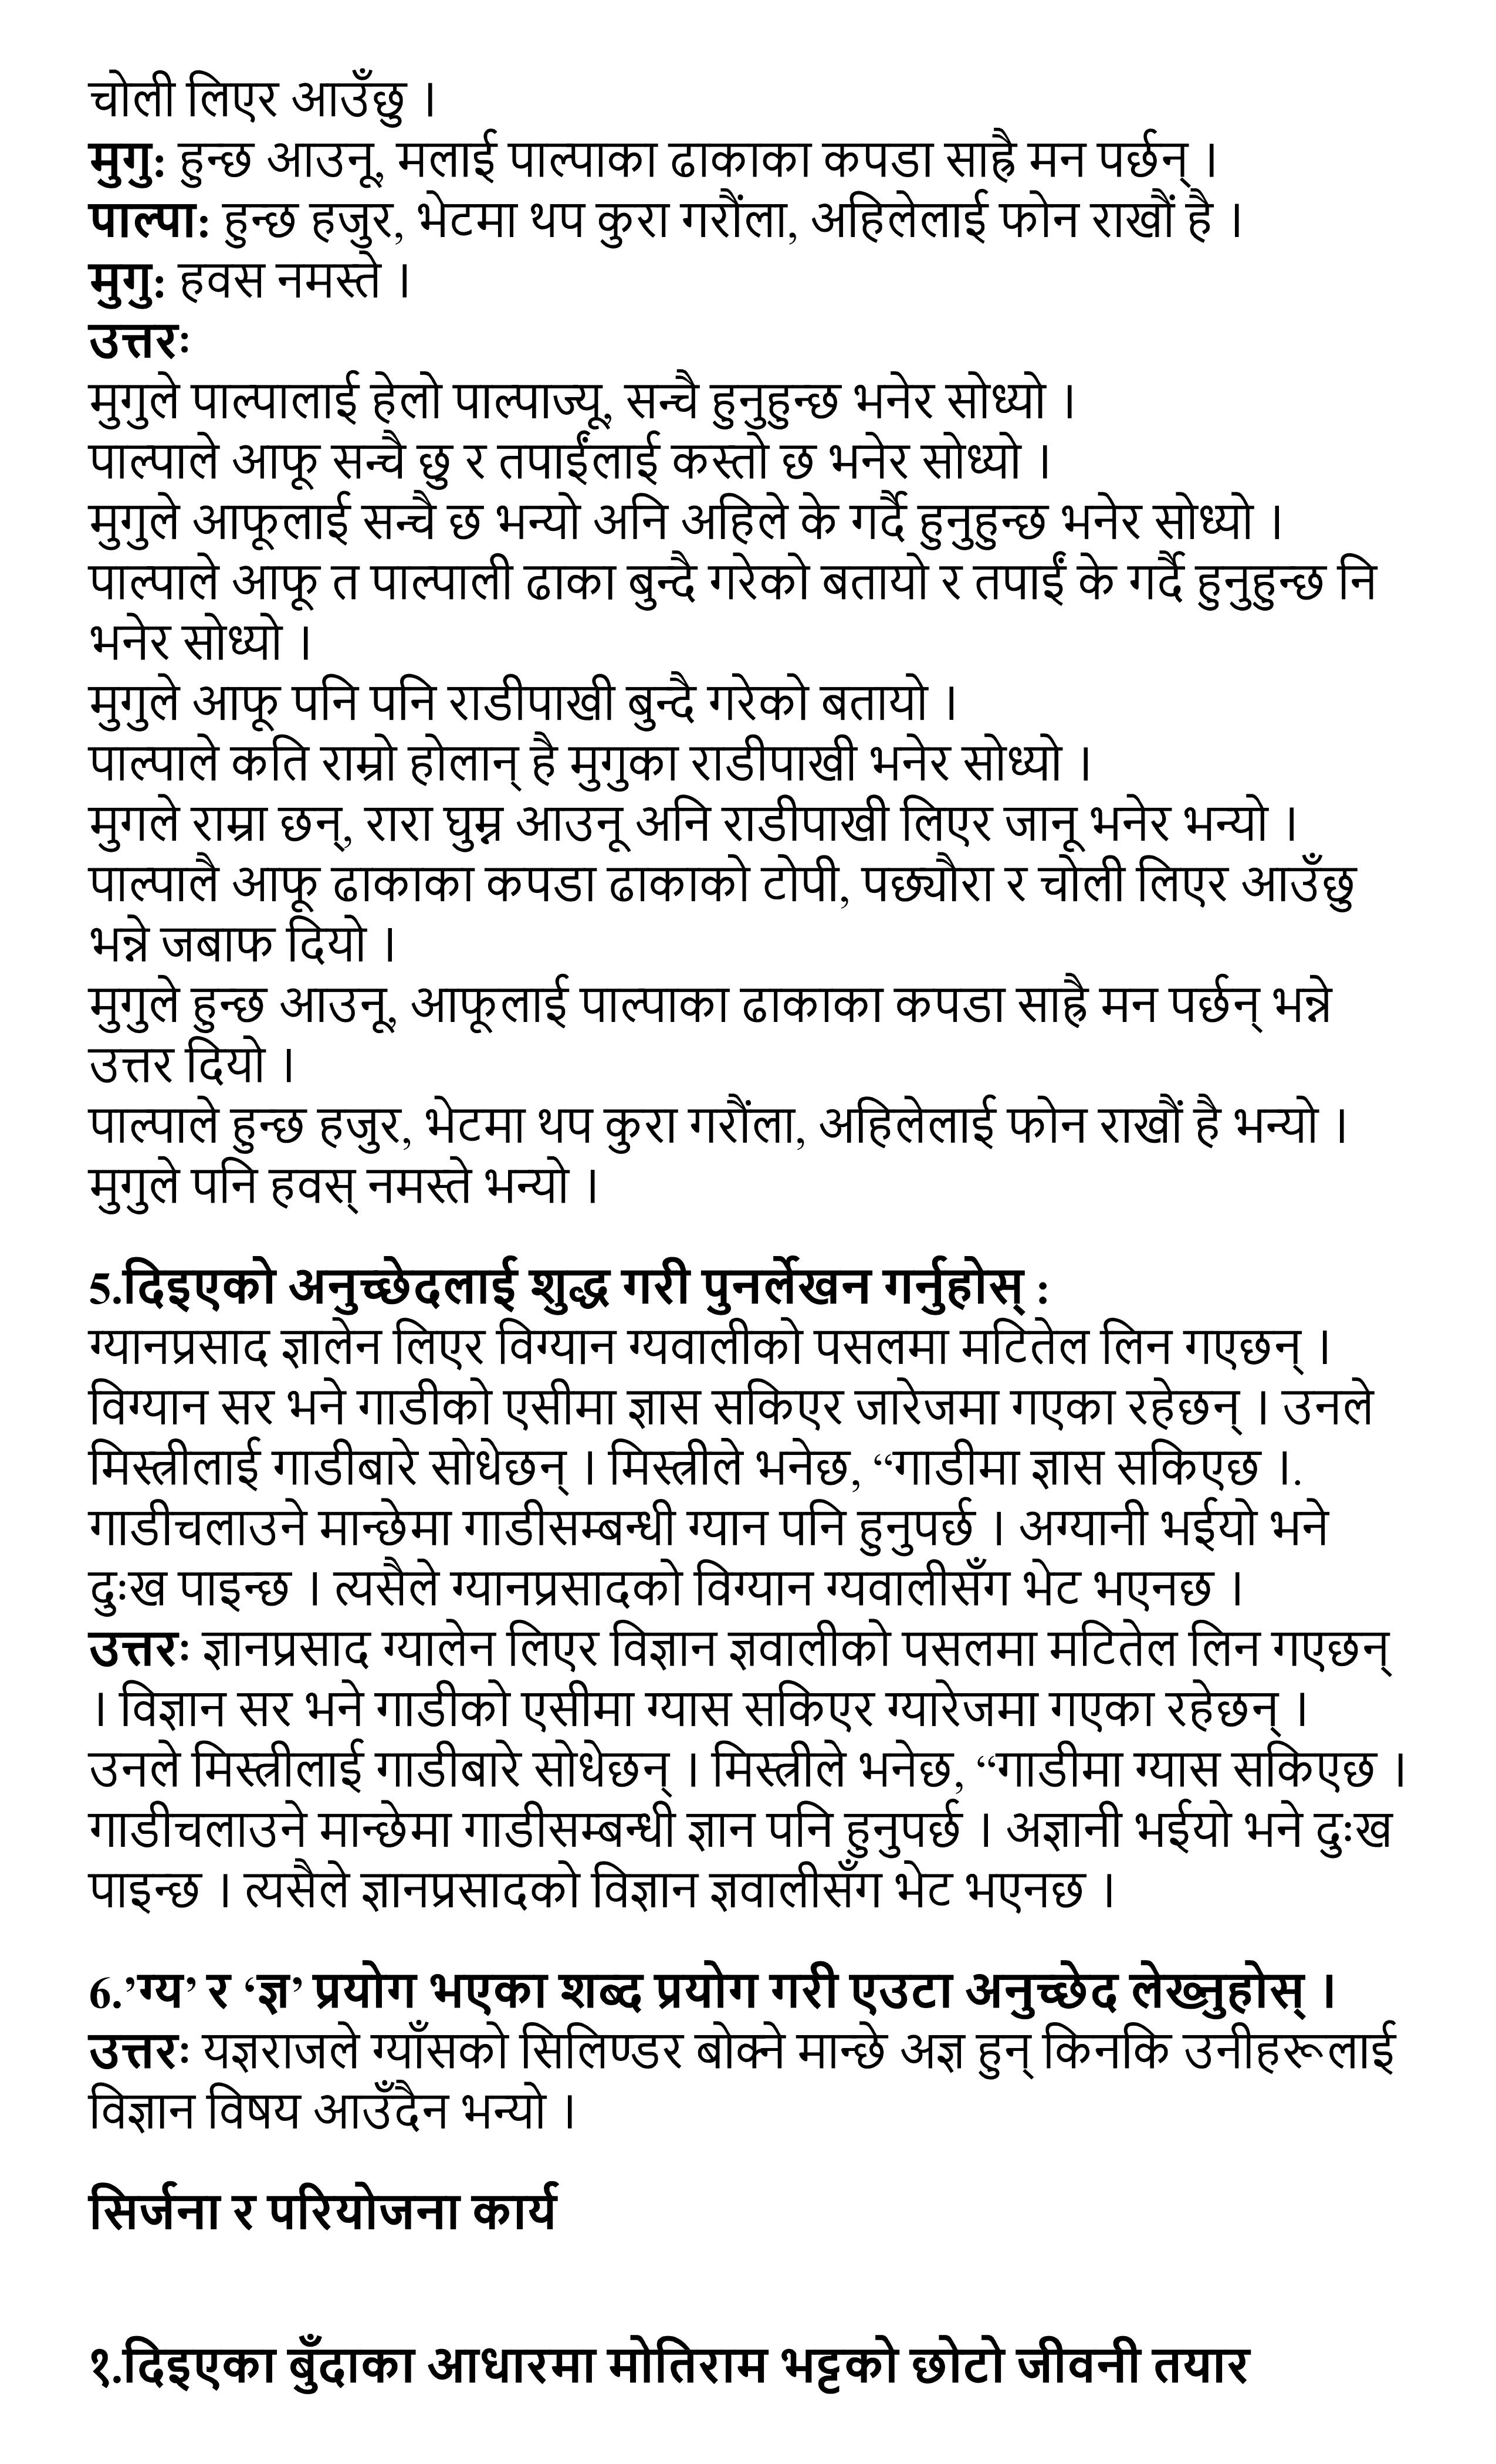 चोली लिएर आउँछु ।
मुगुः हुन्छ आउनू, मलाई पाल्पाका ढाकाका कपडा साह्रै मन पर्छन् ।
पाल्पाः हुन्छ हजुर, भेटमा थप कुरा गरौंला, अहिलेलाई फोन राखौं है ।
मुगुः हवस नमस्ते ।
उत्तरः
मुगुले पाल्पालाई हेलो पाल्पाज्यू, सन्चै हुनुहुन्छ भनेर सोध्यो ।
पाल्पाले आफू सन्चै छु र तपाईंलाई कस्तो छ भनेर सोध्यो ।
मुगुले आफूलाई सन्चै छ भन्यो अनि अहिले के गर्दै हुनुहुन्छ भनेर सोध्यो ।
पाल्पाले आफू त पाल्पाली ढाका बुन्दै गरेको बतायो र तपाईं के गर्दै हुनुहुन्छ नि
भनेर सोध्यो ।
मुगुले आफू पनि पनि राडीपाखी बुन्दै गरेको बतायो ।
पाल्पाले कति राम्रो होलान् है मुगुका राडीपाखी भनेर सोध्यो ।
मुगले राम्रा छन्, रारा घुम्न आउनू अनि राडीपाखी लिएर जानू भनेर भन्यो ।
पाल्पालै आफू ढाकाका कपडा ढाकाको टोपी, पछ्यौरा र चोली लिएर आउँछु
भन्ने जबाफ दियो ।
मुगुले हुन्छ आउनू, आफूलाई पाल्पाका ढाकाका कपडा साह्रै मन पर्छन् भन्ने
उत्तर दियो ।
पाल्पाले हुन्छ हजुर, भेटमा थप कुरा गरौंला, अहिलेलाई फोन राखौं है भन्यो ।
मुगुले पनि हवस् नमस्ते भन्यो ।
5.दिइएको अनुच्छेदलाई शुद्ध गरी पुनर्लेखन गर्नुहोस् :
ग्यानप्रसाद ज्ञालेन लिएर विग्यान ग्यवालीको पसलमा मटितेल लिन गएछन् ।
विग्यान सर भने गाडीको एसीमा ज्ञास सकिएर जारेजमा गएका रहेछन् । उनले
मिस्त्रीलाई गाडीबारे सोधेछन् । मिस्त्रीले भनेछ, “गाडीमा ज्ञास सकिएछ ।.
गाडीचलाउने मान्छेमा गाडीसम्बन्धी ग्यान पनि हुनुपर्छ । अग्यानी भईयो भने
दुःख पाइन्छ । त्यसैले ग्यानप्रसादको विग्यान ग्यवालीसँग भेट भएनछ ।
उत्तरः ज्ञानप्रसाद ग्यालेन लिएर विज्ञान ज्ञवालीको पसलमा मटितेल लिन गएछन्
। विज्ञान सर भने गाडीको एसीमा ग्यास सकिएर ग्यारेजमा गएका रहेछन् ।
उनले मिस्त्रीलाई गाडीबारे सोधेछन् । मिस्त्रीले भनेछ, “गाडीमा ग्यास सकिएछ ।
गाडीचलाउने मान्छेमा गाडीसम्बन्धी ज्ञान पनि हुनुपर्छ । अज्ञानी भईयो भने दुःख
पाइन्छ । त्यसैले ज्ञानप्रसादको विज्ञान ज्ञवालीसँग भेट भएनछ ।
6.’ग्य’ र ‘ज्ञ’ प्रयोग भएका शब्द प्रयोग गरी एउटा अनुच्छेद लेख्नुहोस् ।
उत्तरः यज्ञराजले ग्याँसको सिलिण्डर बोक्ने मान्छे अज्ञ हुन् किनकि उनीहरूलाई
विज्ञान विषय आउँदैन भन्यो ।
सिर्जना र परियोजना कार्य
१.दिइएका बुँदाका आधारमा मोतिराम भट्टको छोटो जीवनी तयार